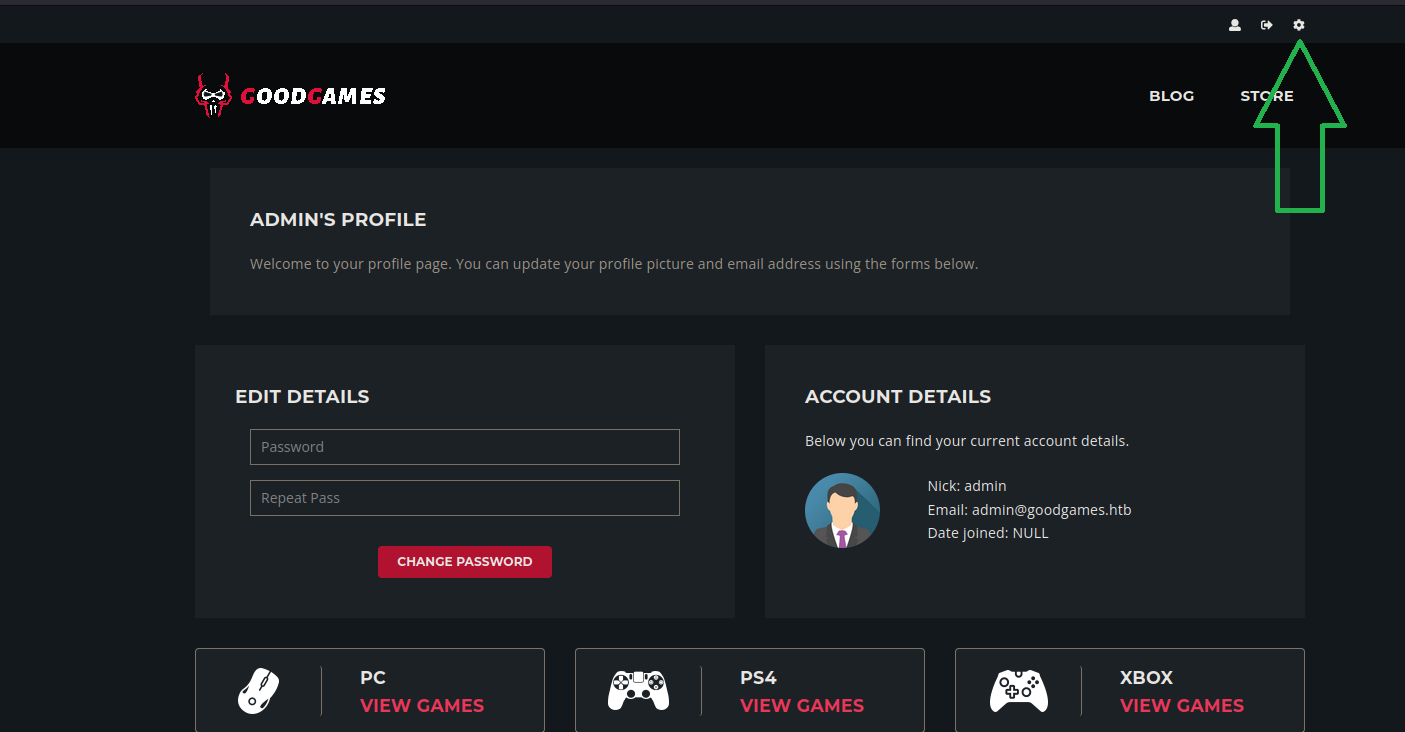 GOODGAMES
BLOG STORE
ADMIN'S PROFILE
Welcome to your profile page. You can update your profile picture and email address using the forms below.
EDIT DETAILS
Password
Repeat Pass
CHANGE PASSWORD
ACCOUNT DETAILS
Below you can find your current account details.
Nick: admin
Email: admin@goodgames.htb
Date joined: NULL
PC
VIEW GAMES
PS4
VIEW GAMES
XBOX
VIEW GAMES